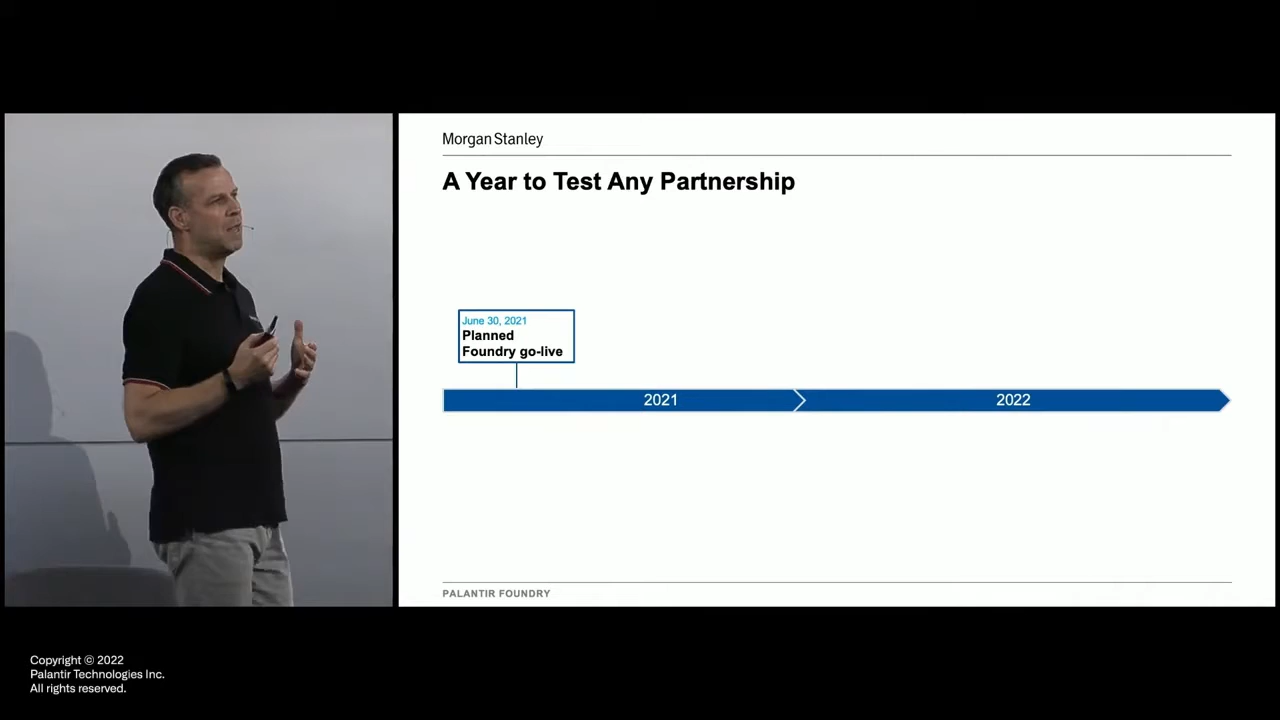 Morgan Stanley
A Year to Test Any Partnership
June 30, 2021
Planned
Foundry go-live
2021
2022
PALANTIR FOUNDRY
Copyright © 2022
Palantir Technologies Inc.
All rights reserved.